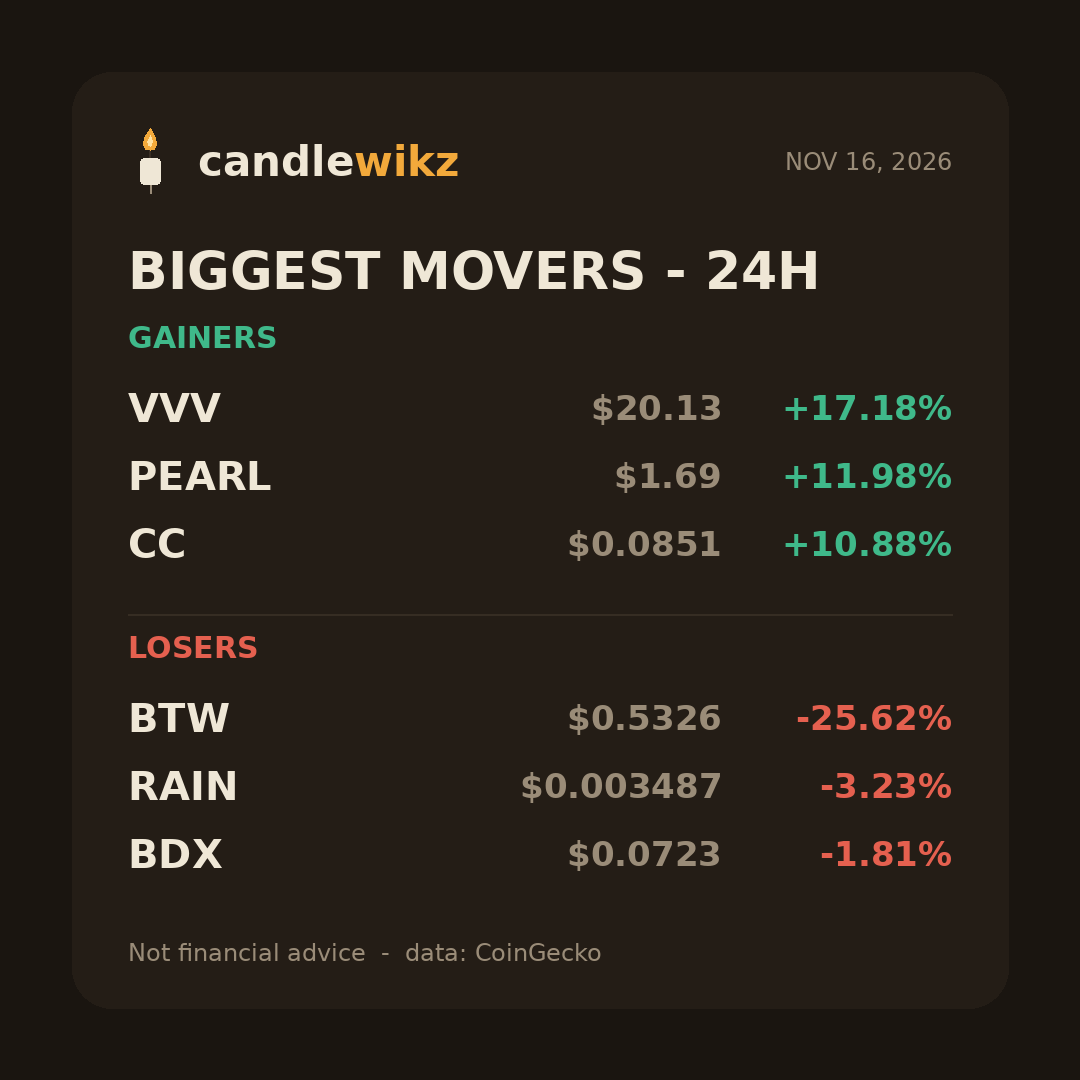 candlewikz NOV 16, 2026
BIGGEST MOVERS - 24H
GAINERS
VVV $20.13 +17.18%
PEARL $1.69 +11.98%
CC $0.0851 +10.88%
LOSERS
BTW $0.5326 -25.62%
RAIN $0.003487 -3.23%
BDX $0.0723 -1.81%
Not financial advice - data: CoinGecko